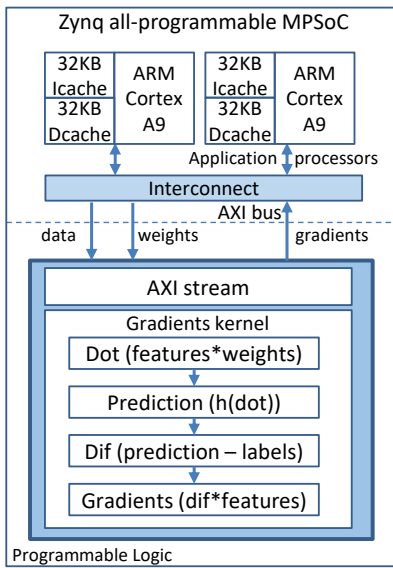 Zynq all-programmable MPSoC
32KB
Icache
32KB
Dcache
ARM
Cortex
A9
32KB
Icache
32KB
Dcache
ARM
Cortex
A9
Application processors
Interconnect
AXI bus
data
weights
gradients
AXI stream
Gradients kernel
Dot (features*weights)
Prediction (h(dot))
Dif (prediction – labels)
Gradients (dif*features)
Programmable Logic